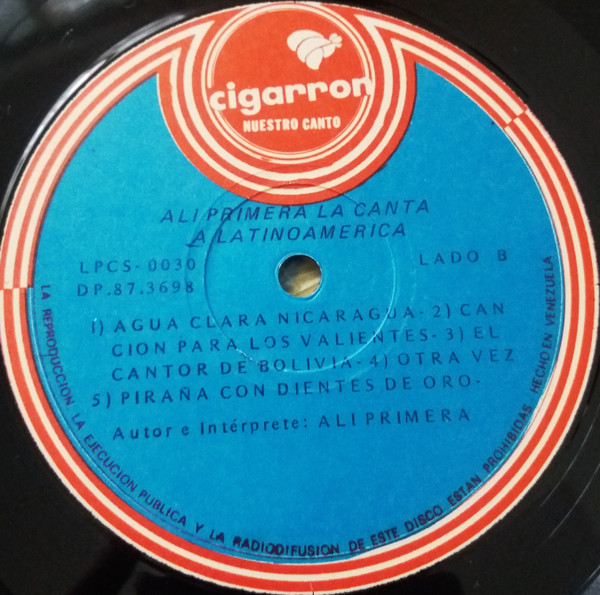 cigarron
NUESTRO CANTO
ALI PRIMERA LA CANTA
A LATINOAMERICA
LPCS-0030
DP.87.3698
LADO B
1) AGUA CLARA NICARAGUA- 2) CAN
CION PARA LOS VALIENTES- 3) EL
CANTOR DE BOLIVIA- 4) OTRA VEZ
5) PIRAÑA CON DIENTES DE ORO-
Autor e Intérprete: ALI PRIMERA
LA REPRODUCCION LA EJECUCION PUBLICA Y LA RADIODIFUSION DE ESTE DISCO ESTAN PROHIBIDAS. HECHO EN VENEZUELA